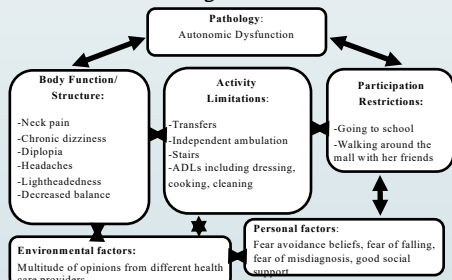 Pathology:
Autonomic Dysfunction
Body Function/
Structure:
-Neck pain
-Chronic dizziness
-Diplopia
-Headaches
-Lightheadedness
-Decreased balance
Activity
Limitations:
-Transfers
-Independent ambulation
-Stairs
-ADLs including dressing,
cooking, cleaning
Participation
Restrictions:
-Going to school
-Walking around the
mall with her friends
Environmental factors:
Multitude of opinions from different health
care providers
Personal factors:
Fear avoidance beliefs, fear of falling,
fear of misdiagnosis, good social
support